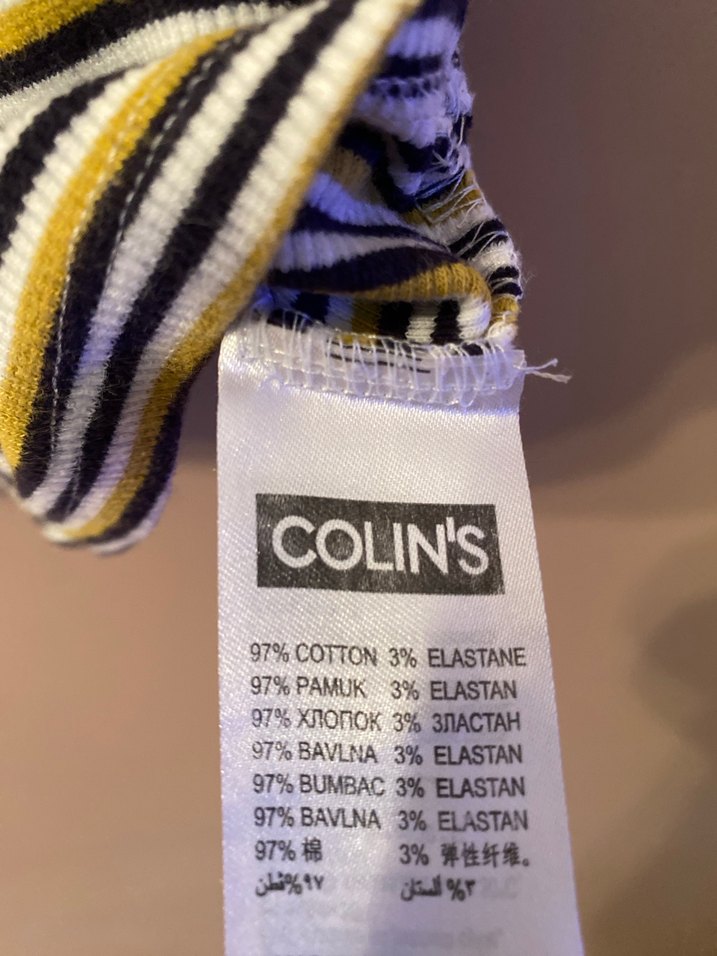 COLIN'S
97% COTTON 3% ELASTANE
97% PAMUK 3% ELASTAN
97% ХЛОПОК 3% ЭЛАСТАН
97% BAVLNA 3% ELASTAN
97% BUMBAC 3% ELASTAN
97% BAVLNA 3% ELASTAN
97% 棉 3% 弹性纤维。
٩٧% قطن ٣% الستان